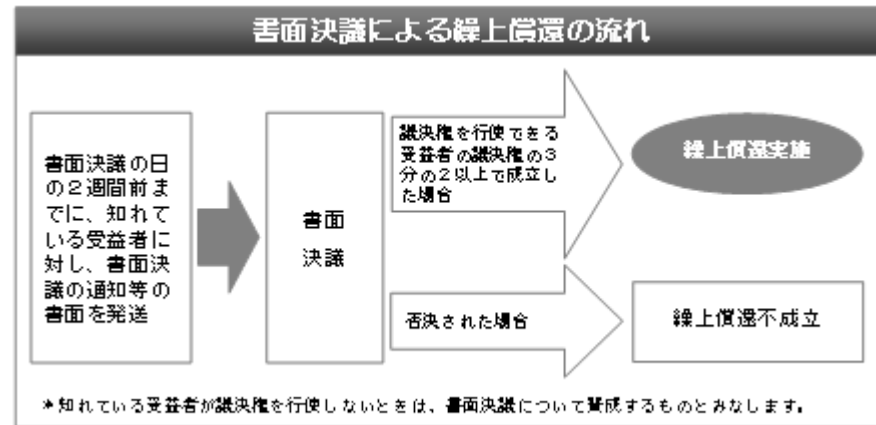 書面決議による繰上償還の流れ
書面決議の日
の２週間前ま
でに、知れて
いる受益者に
対し、書面決
議の通知等の
書面を発送
書面
決議
議決権を行使できる
受益者の議決権の３
分の２以上で成立し
た場合
繰上償還実施
否決された場合
繰上償還不成立
＊知れている受益者が議決権を行使しないときは、書面決議について賛成するものとみなします。